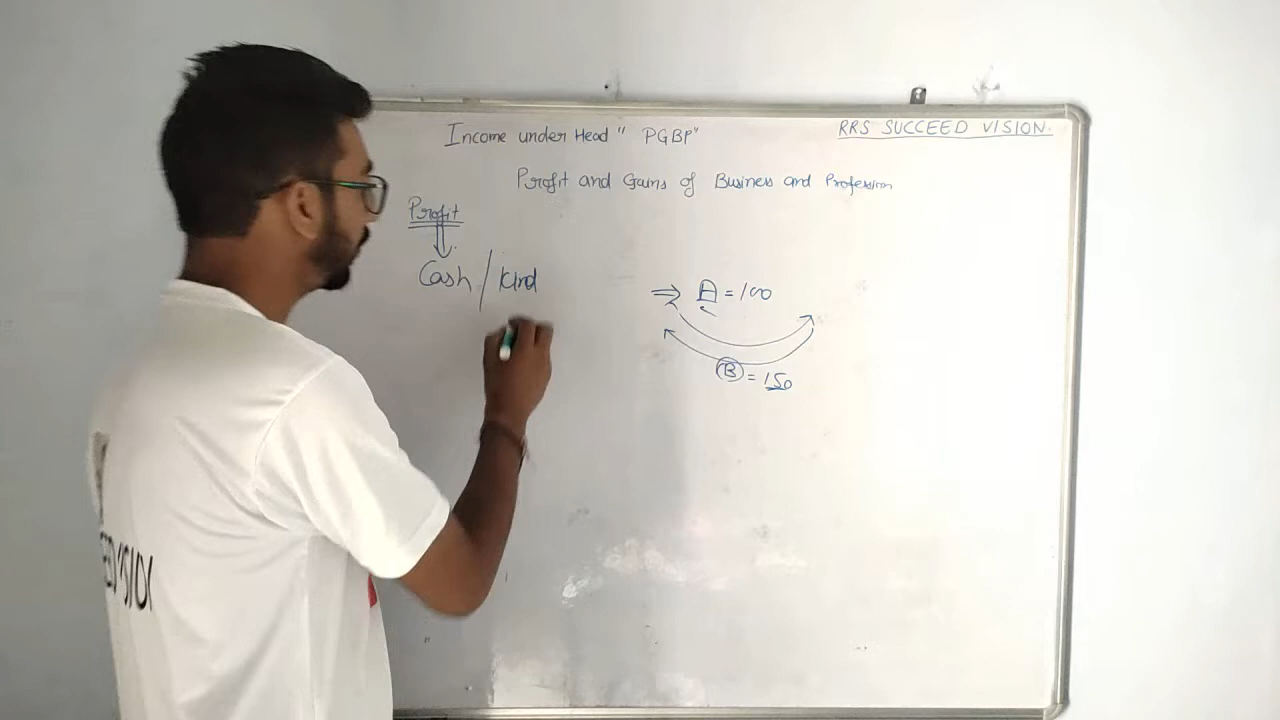 Income under Head " PGBP"
RRS SUCCEED VISION.
Profit and Gains of Business and Profession
Profit
Cash / Kind
⇒ A = 100
B = 150